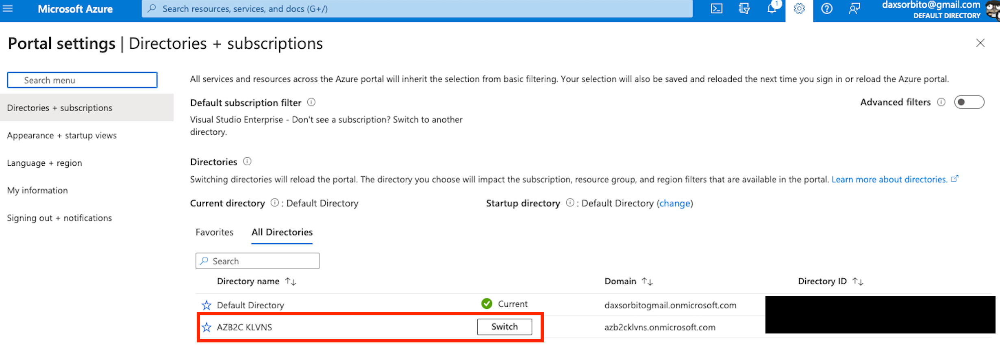 Microsoft Azure
Search resources, services, and docs (G+/)
1
daxsorbito@gmail.com
DEFAULT DIRECTORY
Portal settings | Directories + subscriptions
Search menu
Directories + subscriptions
Appearance + startup views
Language + region
My information
Signing out + notifications
All services and resources across the Azure portal will inherit the selection from basic filtering. Your selection will also be saved and reloaded the next time you sign in or reload the Azure portal.
Default subscription filter
Advanced filters
Visual Studio Enterprise - Don't see a subscription? Switch to another
directory.
Directories
Switching directories will reload the portal. The directory you choose will impact the subscription, resource group, and region filters that are available in the portal. Learn more about directories.
Current directory : Default Directory
Startup directory : Default Directory (change)
Favorites
All Directories
Search
Directory name
Domain
Directory ID
Default Directory
Current
daxsorbitogmail.onmicrosoft.com
AZB2C KLVNS
Switch
azb2cklvns.onmicrosoft.com